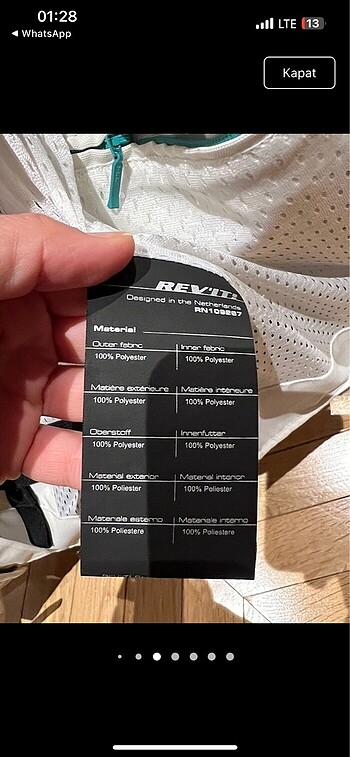 01:28
LTE 13
WhatsApp
Kapat
REV'IT!
Designed in the Netherlands
RN109267
Material
Outer fabric
100% Polyester
Inner fabric
100% Polyester
Matière extérieure
100% Polyester
Matière intérieure
100% Polyester
Oberstoff
100% Polyester
Innenfutter
100% Polyester
Material exterior
100% Poliester
Material interior
100% Poliester
Materiale esterno
100% Poliestere
Materiale interno
100% Poliestere